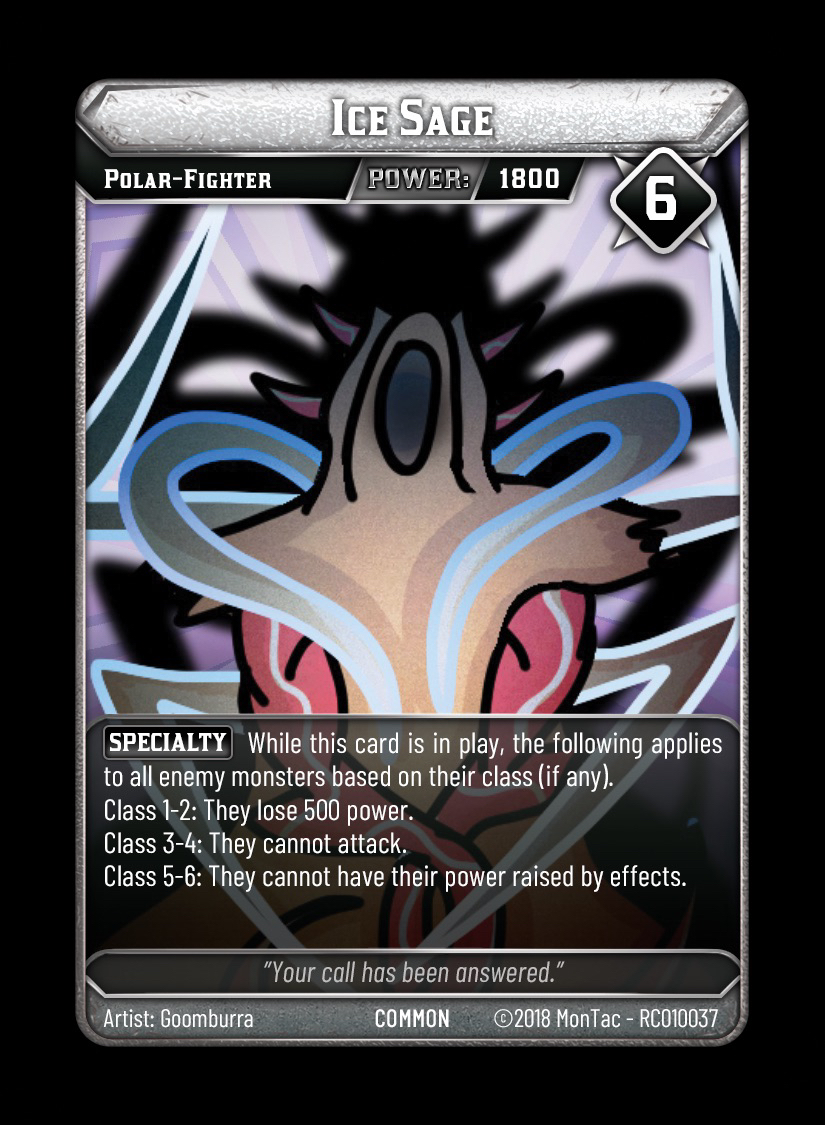 Ice Sage
Polar-Fighter POWER: 1800
6
SPECIALTY While this card is in play, the following applies
to all enemy monsters based on their class (if any).
Class 1-2: They lose 500 power.
Class 3-4: They cannot attack.
Class 5-6: They cannot have their power raised by effects.
"Your call has been answered."
Artist: Goomburra COMMON ©2018 MonTac - RC010037